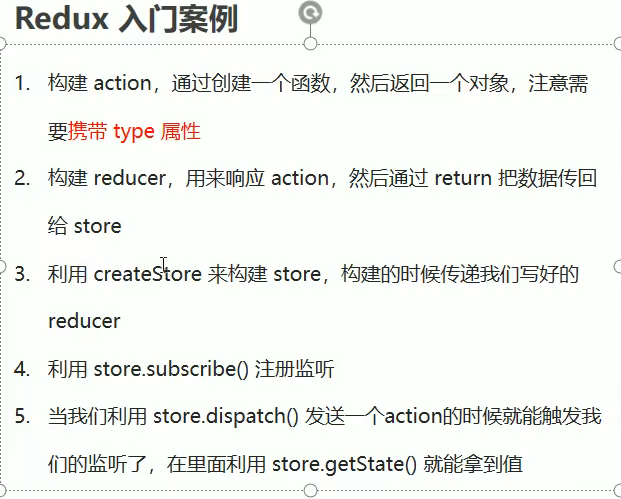 Redux 入门案例
1. 构建 action，通过创建一个函数，然后返回一个对象，注意需
要携带 type 属性
2. 构建 reducer，用来响应 action，然后通过 return 把数据传回
给 store
3. 利用 createStore 来构建 store，构建的时候传递我们写好的
reducer
4. 利用 store.subscribe() 注册监听
5. 当我们利用 store.dispatch() 发送一个action的时候就能触发我
们的监听了，在里面利用 store.getState() 就能拿到值